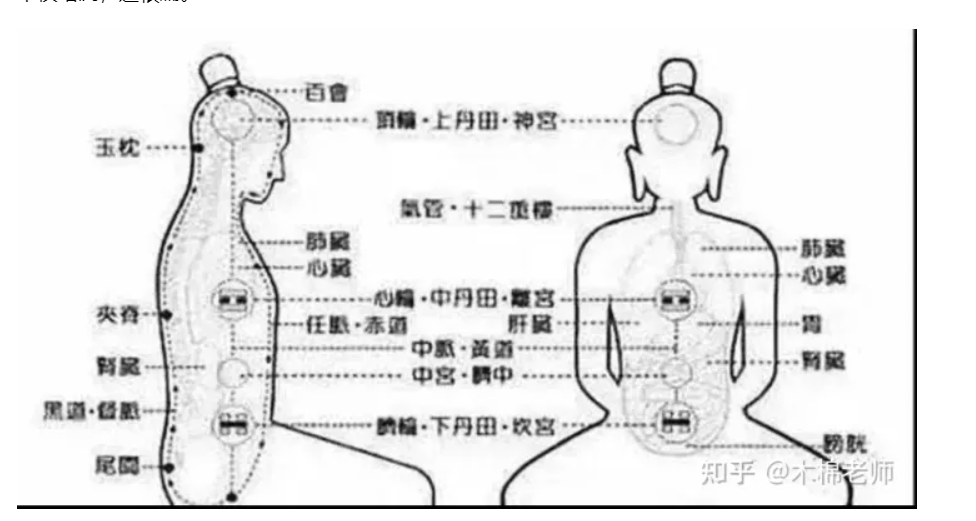 百會
頂輪·上丹田·神宮
玉枕
氣管·十二重樓
肺臟
肺臟
心臟
心臟
心輪·中丹田·離宮
夾脊
任脈·赤道
肝臟
胃
中脈·黃道
腎臟
腎臟
中宮·臍中
黑道·督脈
臍輪·下丹田·坎宮
膀胱
尾閭
知乎 @木棉老师